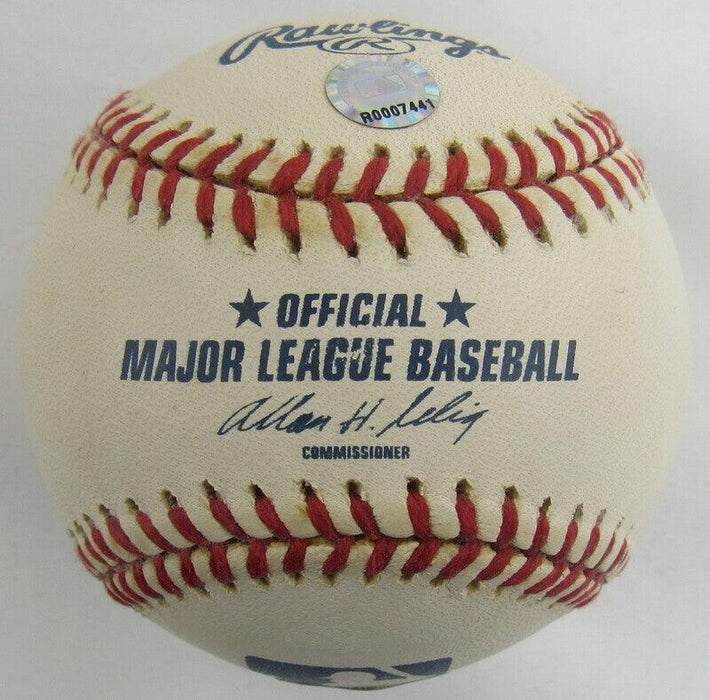 Rawlings
R
R0007441
★ OFFICIAL ★
MAJOR LEAGUE BASEBALL
Allan H. Selig
COMMISSIONER